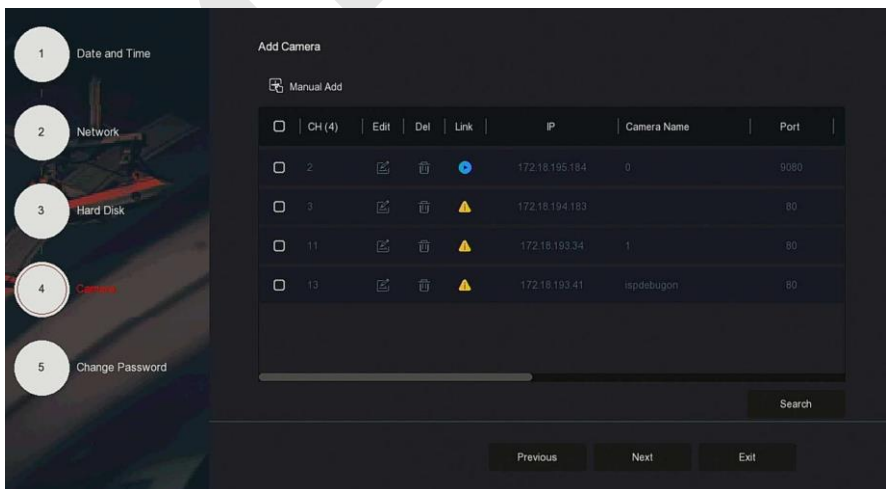 1 Date and Time
2 Network
3 Hard Disk
4 Camera
5 Change Password
Add Camera
Manual Add
CH (4) Edit Del Link IP Camera Name Port
2 172.18.195.184 0 9080
3 172.18.194.183 80
11 172.18.193.34 1 80
13 172.18.193.41 ispdebugon 80
Search
Previous Next Exit